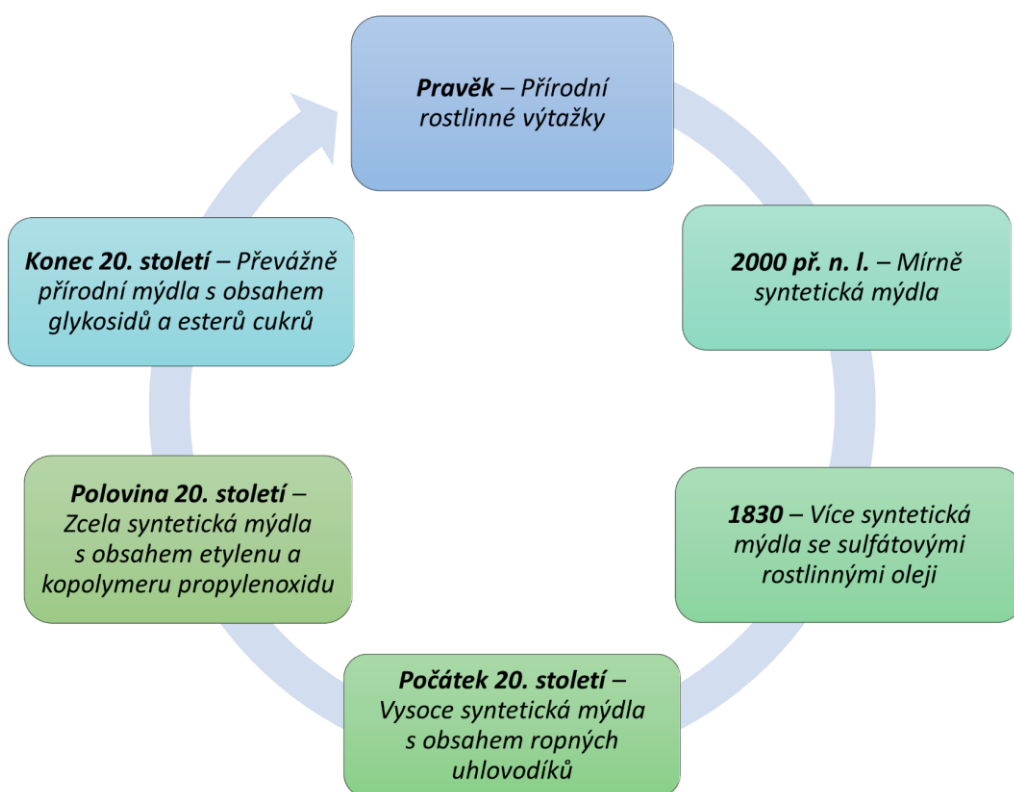 Pravěk – Přírodní
rostlinné výtažky
2000 př. n. l. – Mírně
syntetická mýdla
1830 – Více syntetická
mýdla se sulfátovými
rostlinnými oleji
Počátek 20. století –
Vysoce syntetická mýdla
s obsahem ropných
uhlovodíků
Polovina 20. století –
Zcela syntetická mýdla
s obsahem etylenu a
kopolymeru propylenoxidu
Konec 20. století – Převážně
přírodní mýdla s obsahem
glykosidů a esterů cukrů